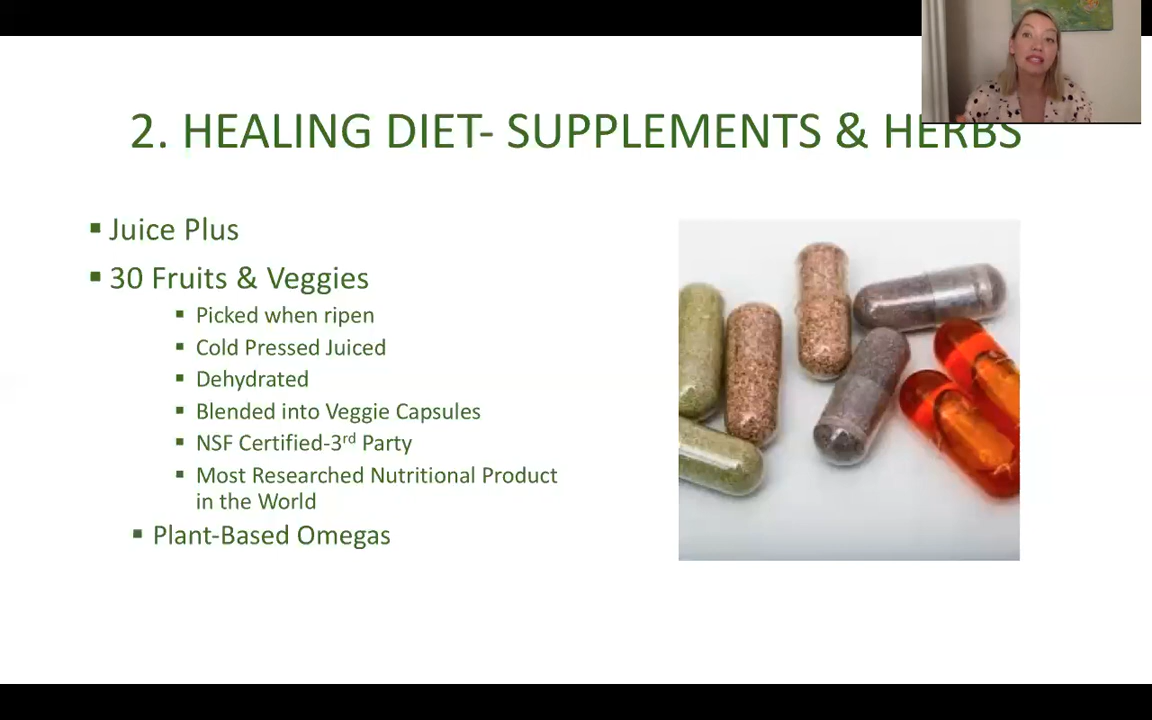 2. HEALING DIET- SUPPLEMENTS & HERBS
Juice Plus
30 Fruits & Veggies
Picked when ripen
Cold Pressed Juiced
Dehydrated
Blended into Veggie Capsules
NSF Certified-3rd Party
Most Researched Nutritional Product
in the World
Plant-Based Omegas